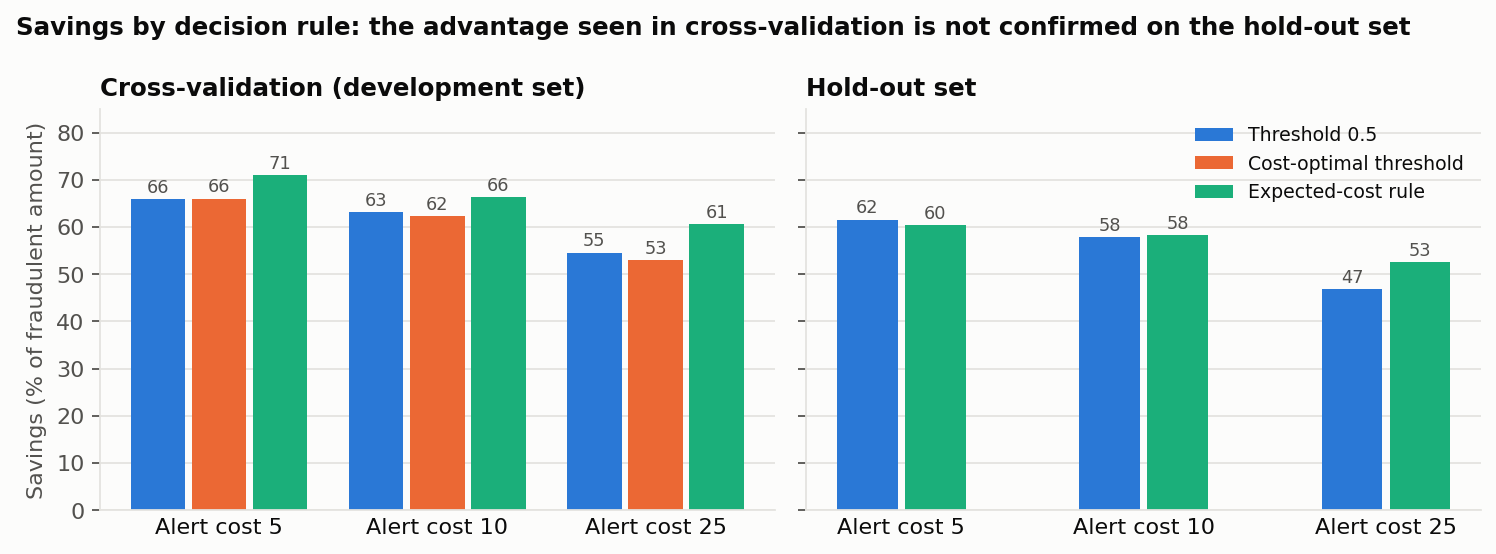 Savings by decision rule: the advantage seen in cross-validation is not confirmed on the hold-out set
Cross-validation (development set)
Savings (% of fraudulent amount)
80
70
60
50
40
30
20
10
0
66
66
71
63
62
66
55
53
61
Alert cost 5
Alert cost 10
Alert cost 25
Hold-out set
Threshold 0.5
Cost-optimal threshold
Expected-cost rule
62
60
58
58
47
53
Alert cost 5
Alert cost 10
Alert cost 25